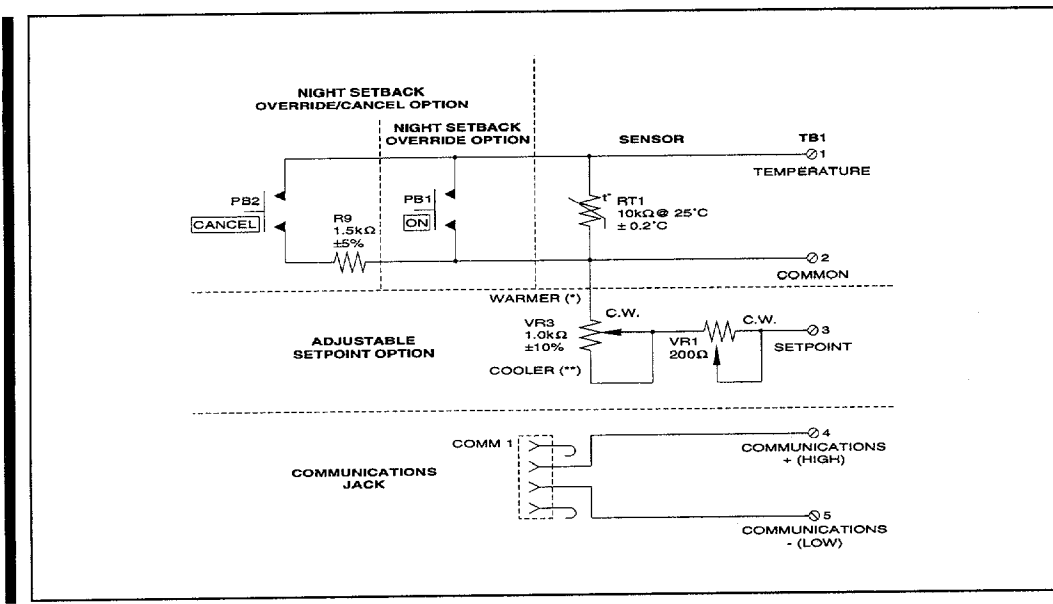 NIGHT SETBACK
OVERRIDE/CANCEL OPTION
NIGHT SETBACK
OVERRIDE OPTION
SENSOR
TB1
1
TEMPERATURE
PB2
CANCEL
R9
1.5kΩ
±5%
PB1
ON
t°
RT1
10kΩ @ 25°C
± 0.2°C
2
COMMON
WARMER (*)
ADJUSTABLE
SETPOINT OPTION
VR3
1.0kΩ
±10%
C.W.
COOLER (**)
VR1
200Ω
C.W.
3
SETPOINT
COMMUNICATIONS
JACK
COMM 1
4
COMMUNICATIONS
+ (HIGH)
5
COMMUNICATIONS
- (LOW)